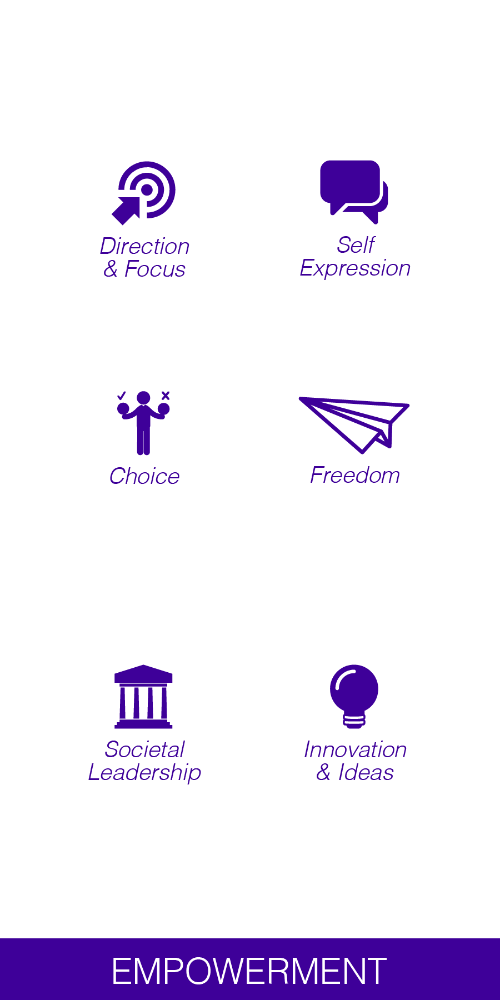 Direction
& Focus
Self
Expression
Choice
Freedom
Societal
Leadership
Innovation
& Ideas
EMPOWERMENT